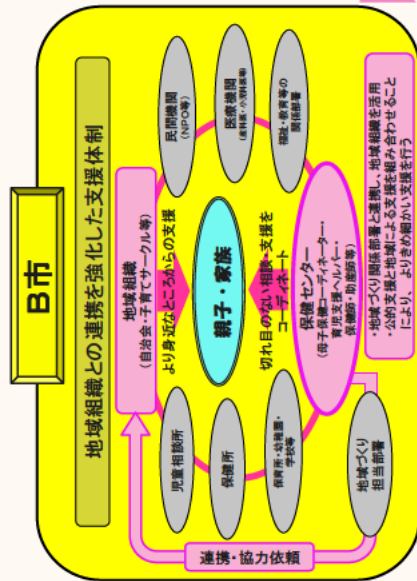 B市
地域組織との連携を強化した支援体制
地域組織
(自治会・子育てサークル等)
より身近なところからの支援
児童相談所
保健所
保育所・幼稚園・
学校等
民間機関
(NPO等)
医療機関
(産科医・小児科医等)
福祉・教育等の
関係部署
親子・家族
切れ目のない相談・支援を
コーディネート
保健センター
(母子保健コーディネーター・
育児支援ヘルパー・
保健師・助産師等)
地域づくり
担当部署
連携・協力依頼
・地域づくり関係部署と連携し、地域組織を活用
・公的支援と地域による支援を組み合わせること
により、よりきめ細かい支援を行う